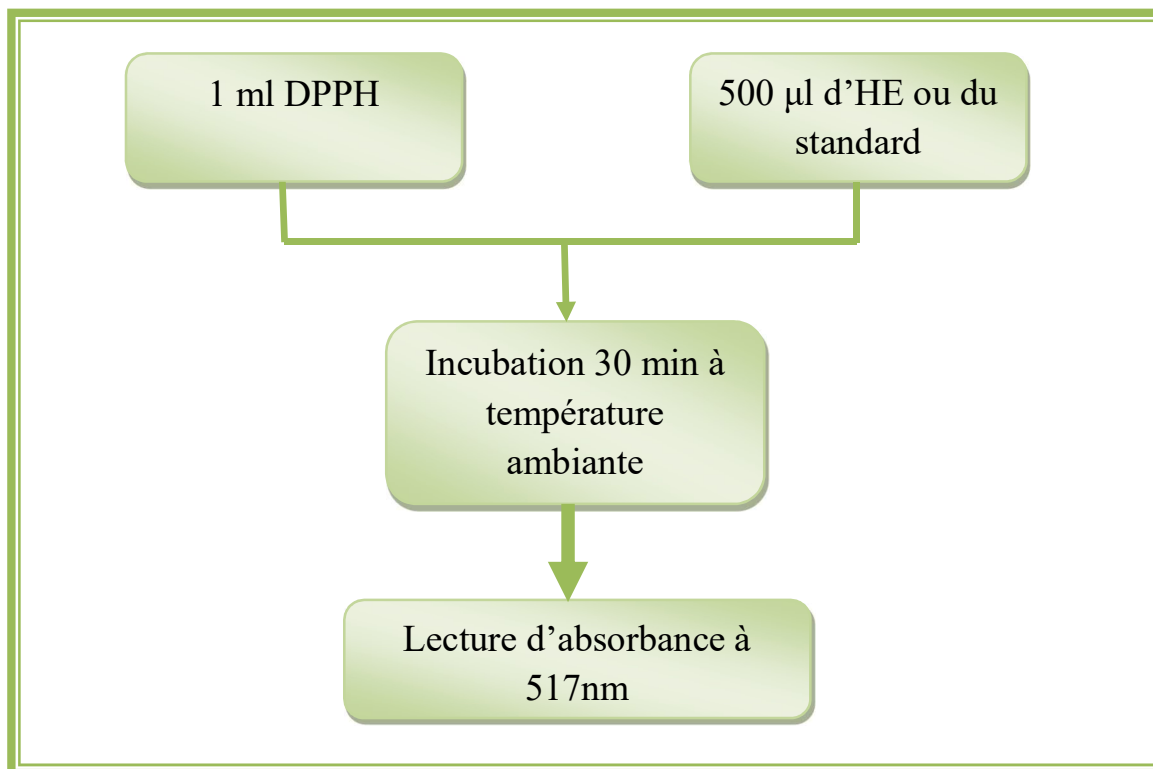 1 ml DPPH
500 µl d’HE ou du
standard
Incubation 30 min à
température
ambiante
Lecture d’absorbance à
517nm